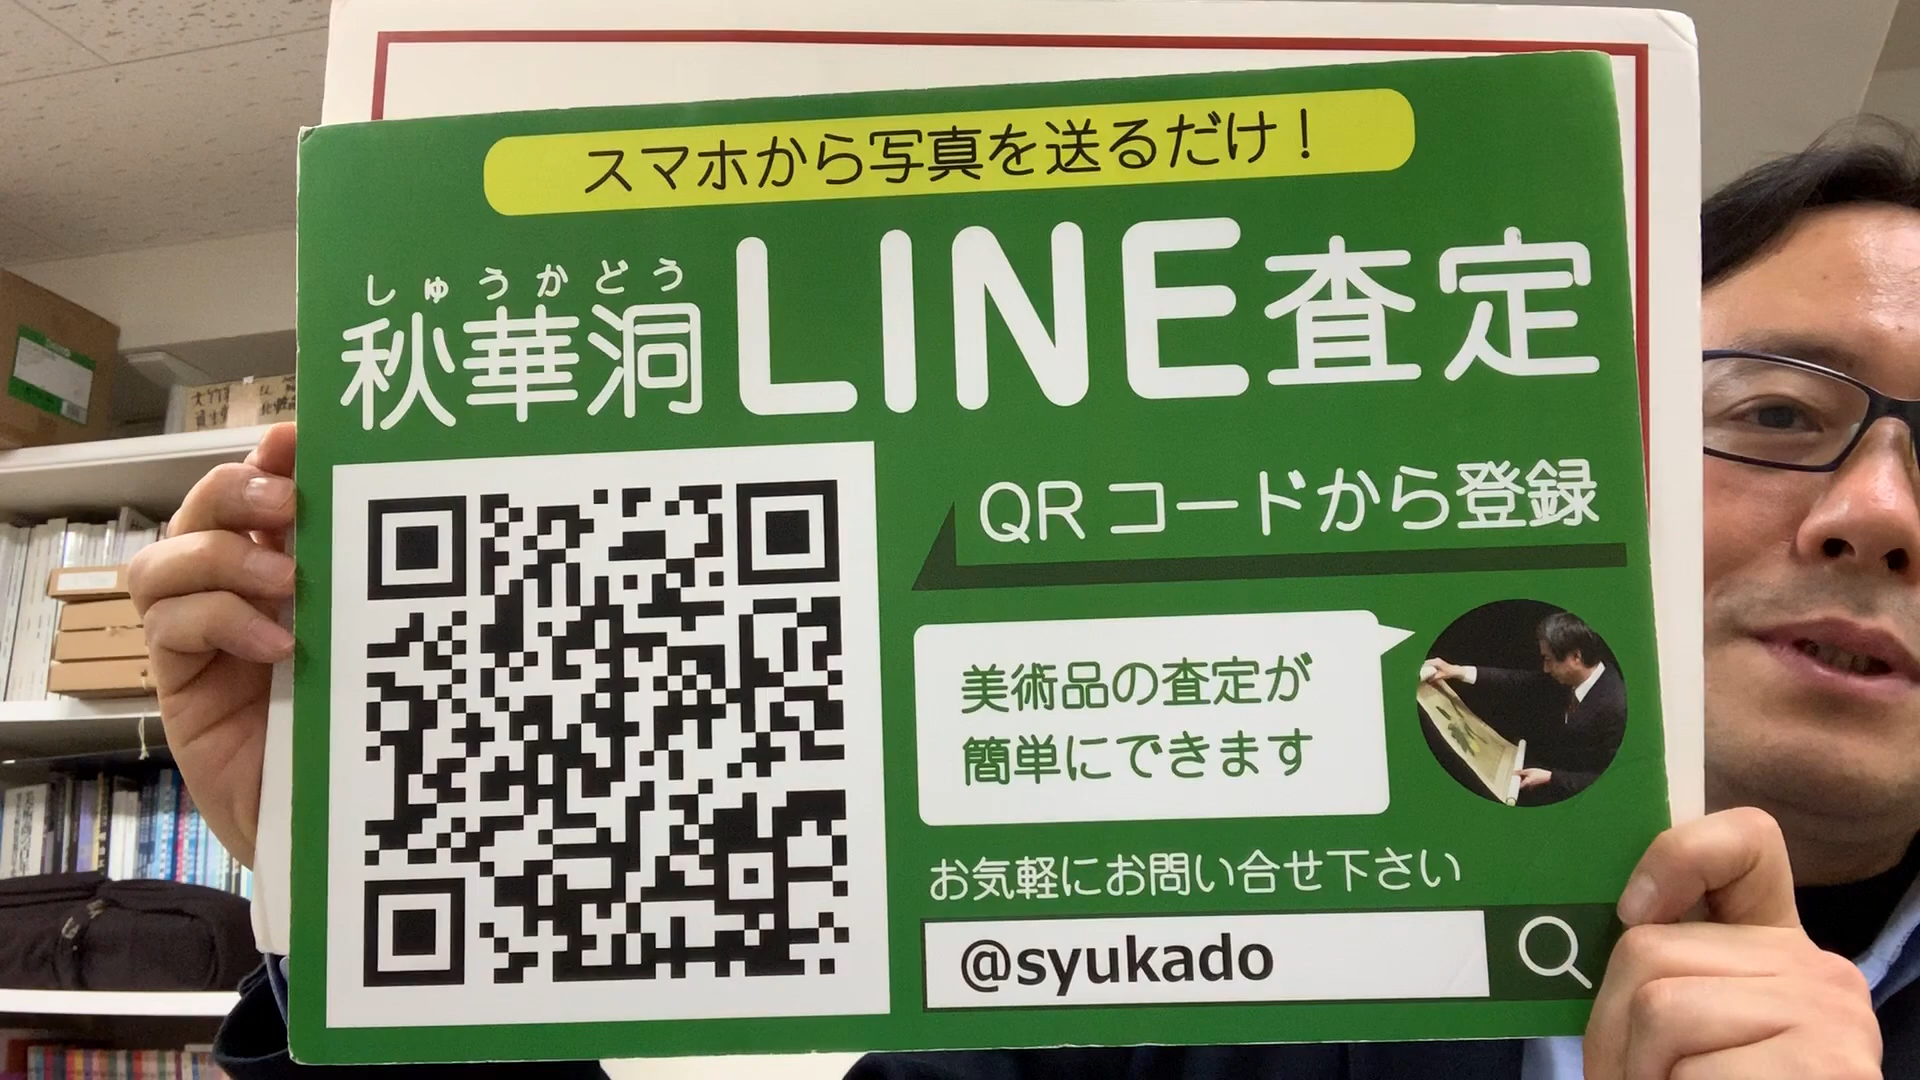 スマホから写真を送るだけ！
しゅうかどう
秋華洞LINE査定
QRコードから登録
美術品の査定が
簡単にできます
お気軽にお問い合せ下さい
@syukado